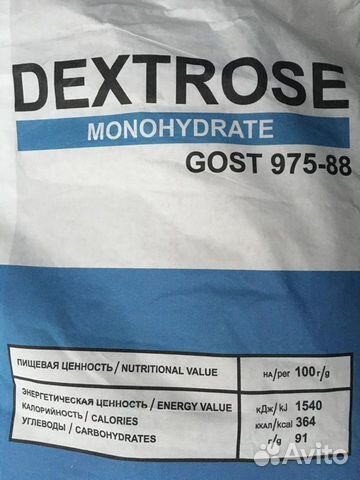 DEXTROSE
MONOHYDRATE
GOST 975-88
ПИЩЕВАЯ ЦЕННОСТЬ / NUTRITIONAL VALUE НА/per 100 г/g
ЭНЕРГЕТИЧЕСКАЯ ЦЕННОСТЬ / ENERGY VALUE кДж/kJ 1540
КАЛОРИЙНОСТЬ / CALORIES ккал/kcal 364
УГЛЕВОДЫ / CARBOHYDRATES г/g 91
Avito